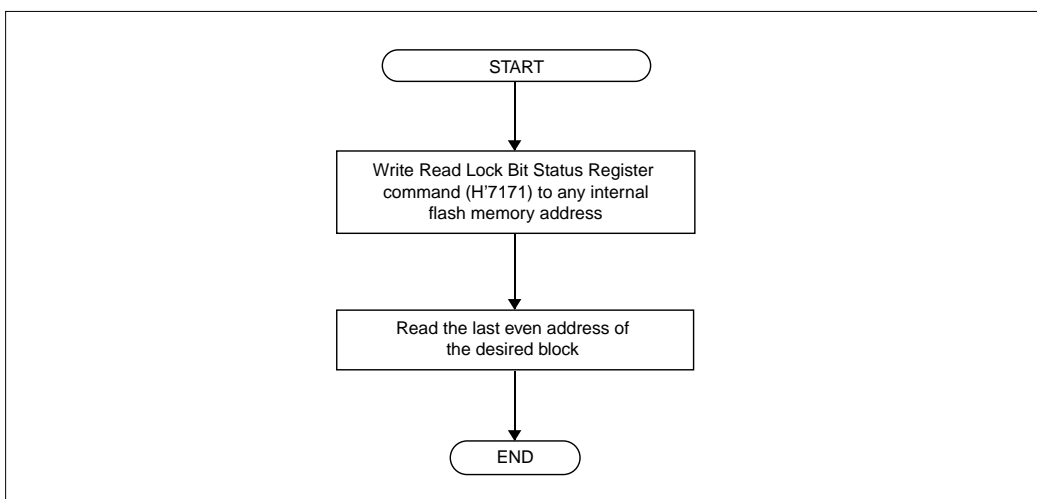 START
Write Read Lock Bit Status Register
command (H'7171) to any internal
flash memory address
Read the last even address of
the desired block
END